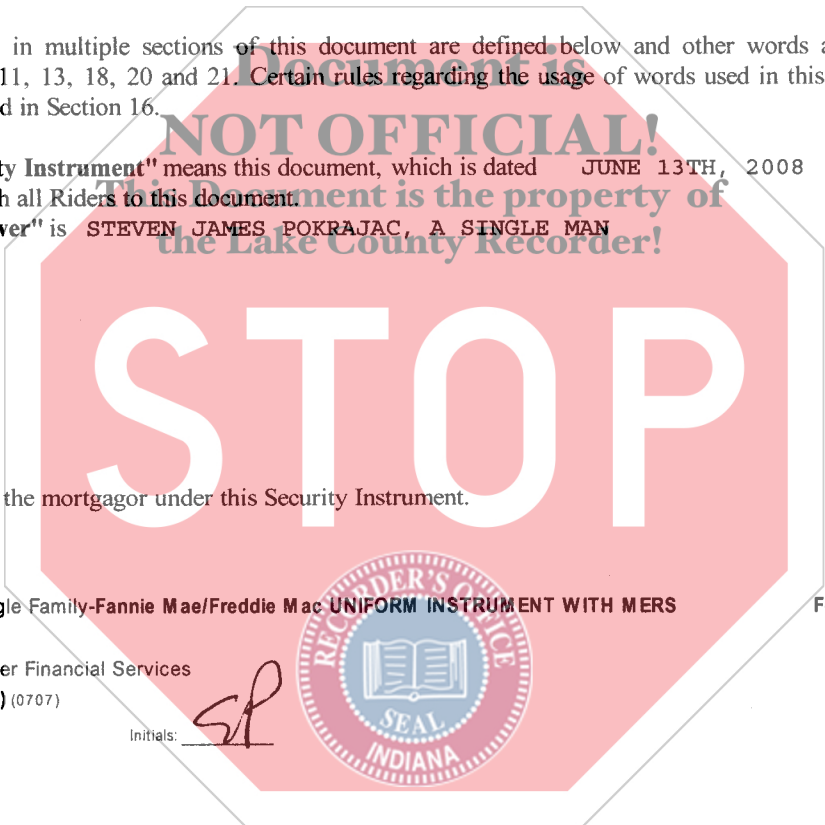 in multiple sections of this document are defined below and other words a
11, 13, 18, 20 and 21. Certain rules regarding the usage of words used in this
d in Section 16.
Document is
NOT OFFICIAL!
This Document is the property of
the Lake County Recorder!
ty Instrument" means this document, which is dated JUNE 13TH, 2008
h all Riders to this document.
ver" is STEVEN JAMES POKRAJAC, A SINGLE MAN
STOP
the mortgagor under this Security Instrument.
gle Family-Fannie Mae/Freddie Mac UNIFORM INSTRUMENT WITH MERS F
er Financial Services
) (0707)
Initials: SP
RECORDER'S OFFICE
SEAL
INDIANA